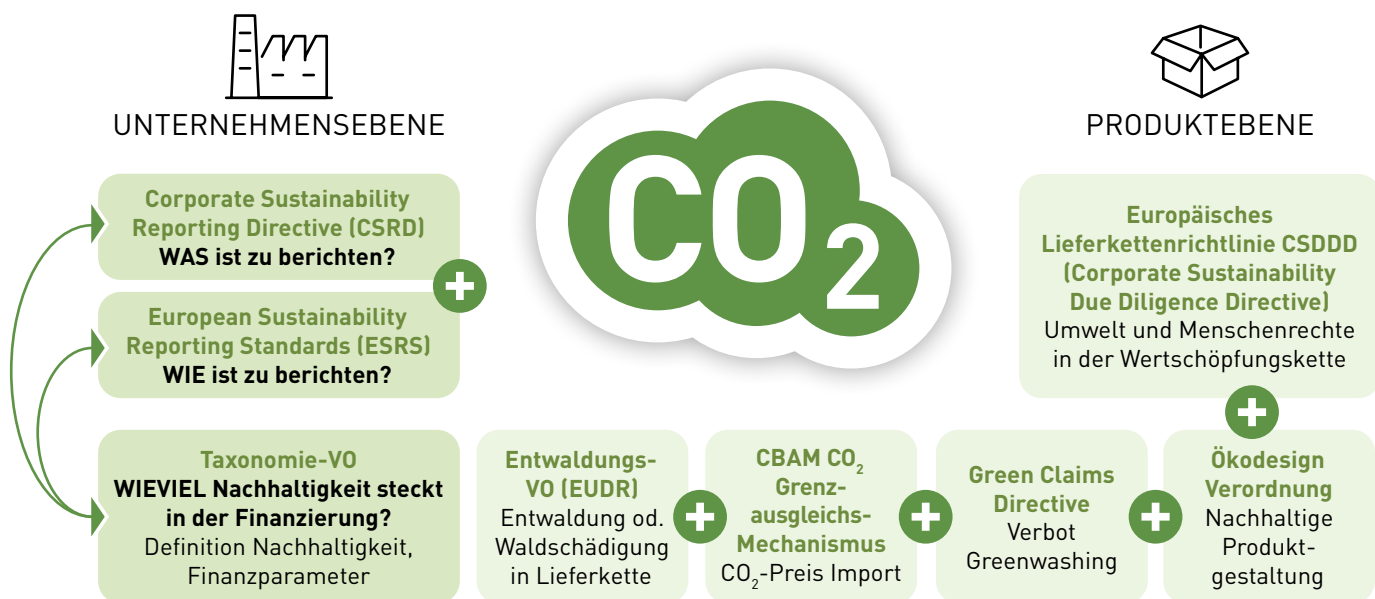 UNTERNEHMENSEBENE
Corporate Sustainability
Reporting Directive (CSRD)
WAS ist zu berichten?
European Sustainability
Reporting Standards (ESRS)
WIE ist zu berichten?
Taxonomie-VO
WIEVIEL Nachhaltigkeit steckt
in der Finanzierung?
Definition Nachhaltigkeit,
Finanzparameter
CO₂
PRODUKTEBENE
Europäisches
Lieferkettenrichtlinie CSDDD
(Corporate Sustainability
Due Diligence Directive)
Umwelt und Menschenrechte
in der Wertschöpfungskette
Entwaldungs-
VO (EUDR)
Entwaldung od.
Waldschädigung
in Lieferkette
CBAM CO₂
Grenz-
ausgleichs-
Mechanismus
CO₂-Preis Import
Green Claims
Directive
Verbot
Greenwashing
Ökodesign
Verordnung
Nachhaltige
Produkt-
gestaltung